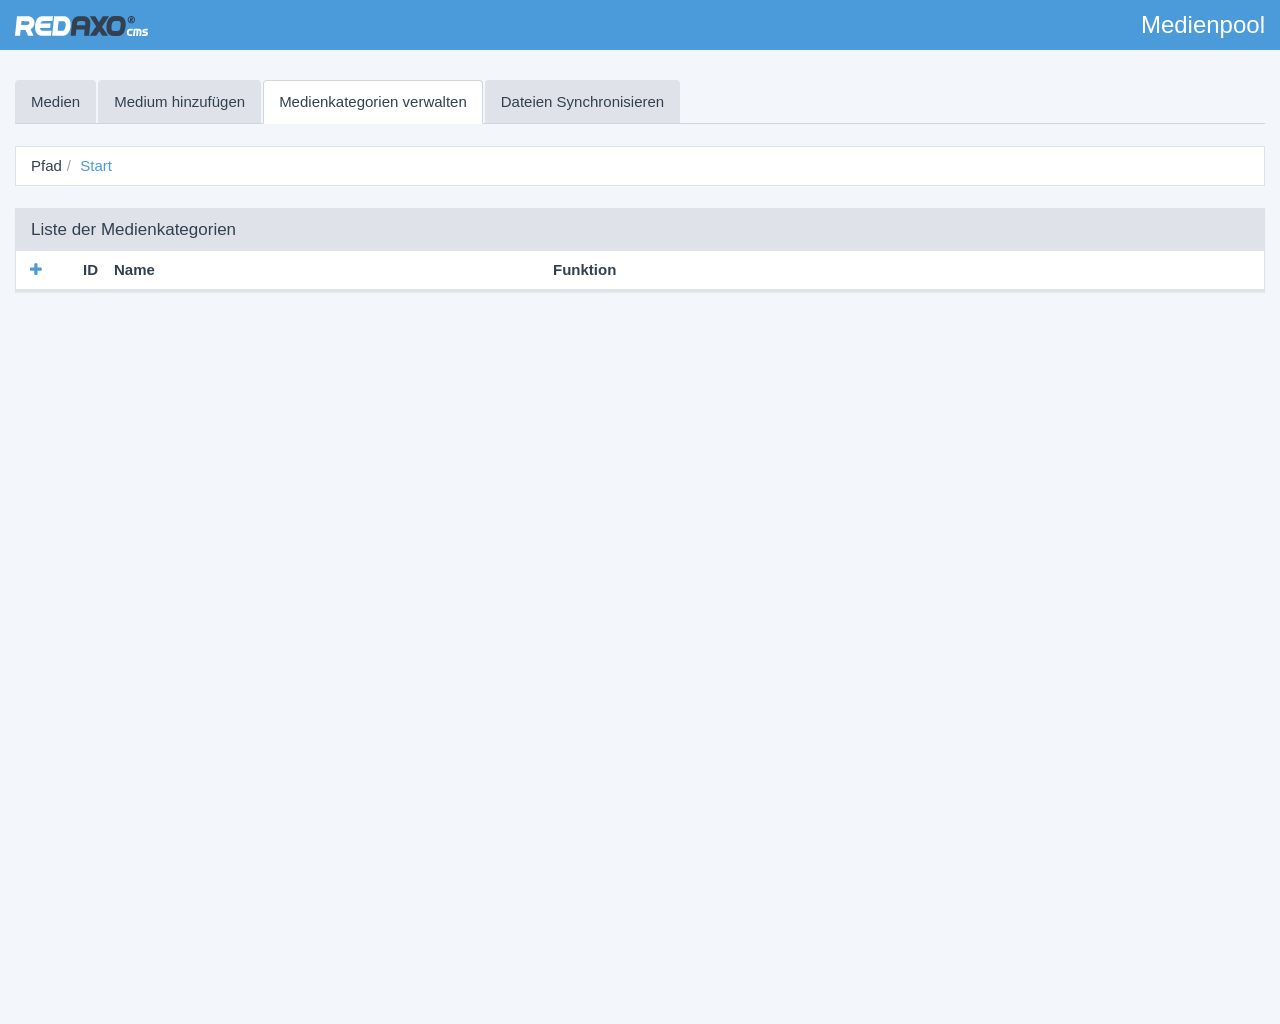 REDAXO® cms Medienpool
Medien Medium hinzufügen Medienkategorien verwalten Dateien Synchronisieren
Pfad / Start
Liste der Medienkategorien
ID Name Funktion